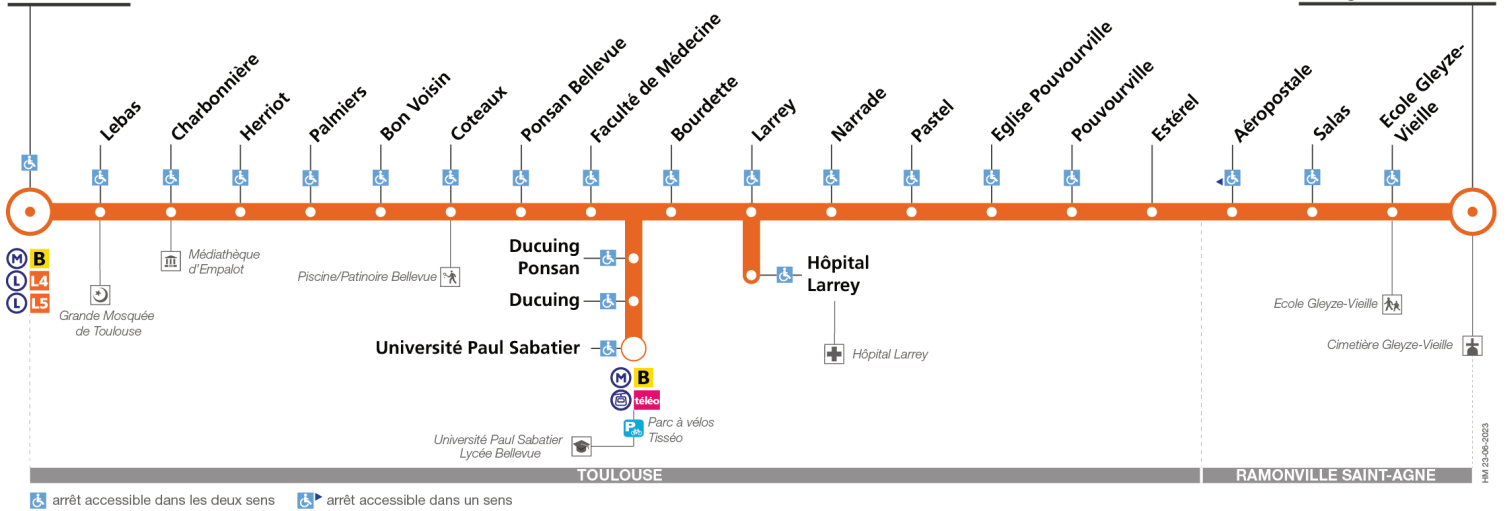 Lebas
Charbonnière
Herriot
Palmiers
Bon Voisin
Coteaux
Ponsan Bellevue
Faculté de Médecine
Bourdette
Larrey
Narrade
Pastel
Eglise Pouvourville
Pouvourville
Estérel
Aéropostale
Salas
Ecole Gleyze-
Vieille
M B
L L4
L L5
Grande Mosquée
de Toulouse
Médiathèque
d'Empalot
Piscine/Patinoire Bellevue
Ducuing
Ponsan
Ducuing
Université Paul Sabatier
M B
téléo
P
Parc à vélos
Tisséo
Université Paul Sabatier
Lycée Bellevue
Hôpital
Larrey
Hôpital Larrey
Ecole Gleyze-Vieille
Cimetière Gleyze-Vieille
HM 23-06-2023
TOULOUSE
RAMONVILLE SAINT-AGNE
arrêt accessible dans les deux sens
arrêt accessible dans un sens